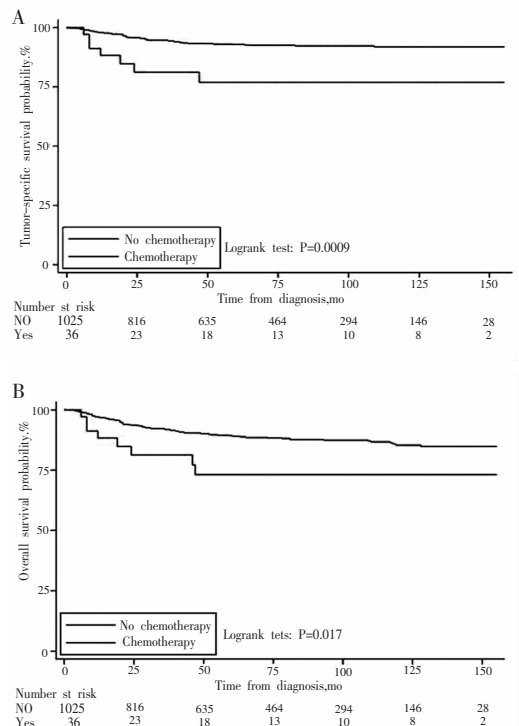 A
100
75
50
25
0
Tumor-specific survival probability,%
No chemotherapy
Chemotherapy
Logrank test: P=0.0009
0 25 50 75 100 125 150
Time from diagnosis,mo
Number st risk
NO 1025 816 635 464 294 146 28
Yes 36 23 18 13 10 8 2
B
100
75
50
25
0
Overall survival probability,%
No chemotherapy
Chemotherapy
Logrank tets: P=0.017
0 25 50 75 100 125 150
Time from diagnosis,mo
Number st risk
NO 1025 816 635 464 294 146 28
Yes 36 23 18 13 10 8 2